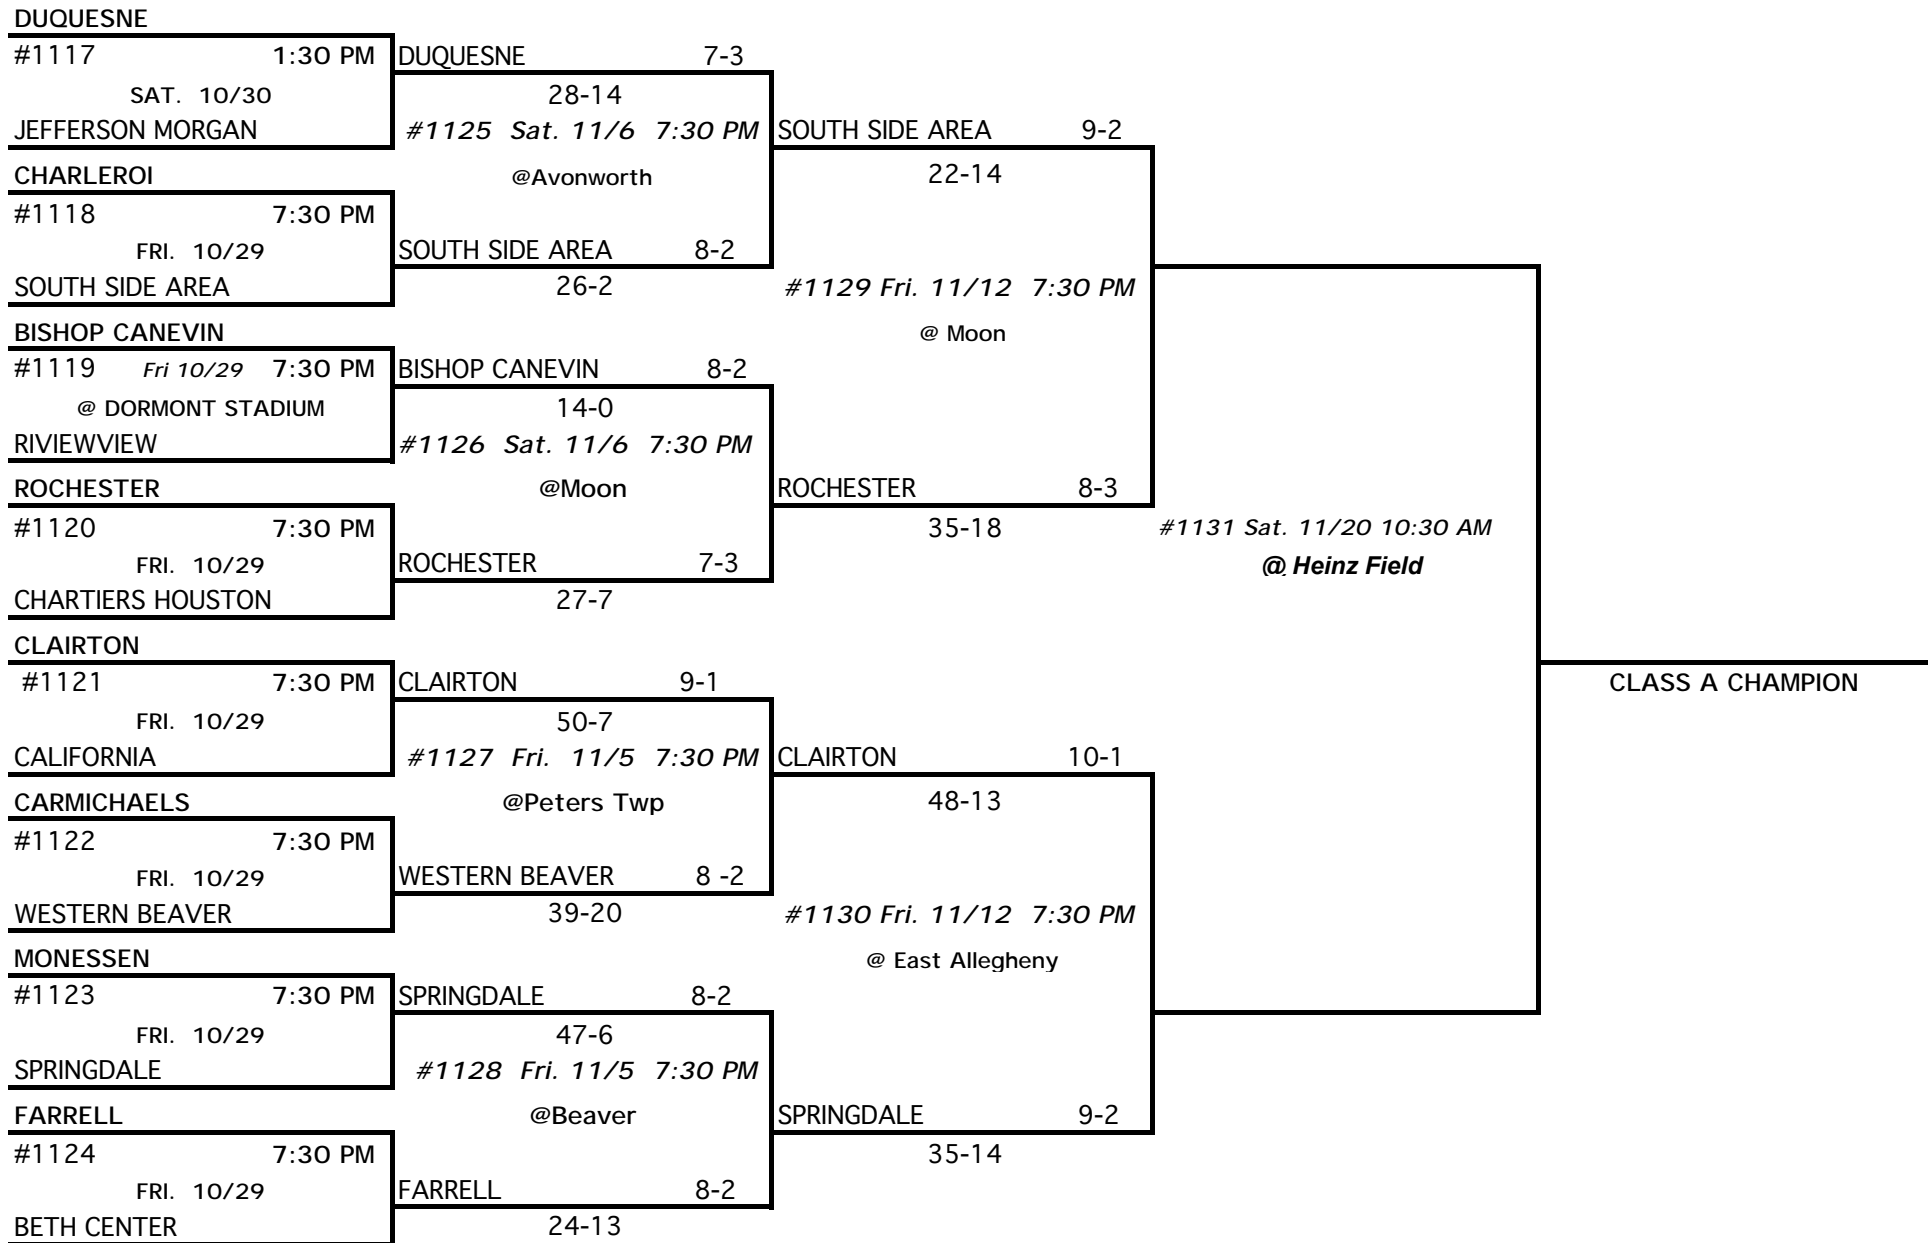 DUQUESNE
#1117 1:30 PM
SAT. 10/30
JEFFERSON MORGAN
CHARLEROI
#1118 7:30 PM
FRI. 10/29
SOUTH SIDE AREA
BISHOP CANEVIN
#1119 Fri 10/29 7:30 PM
@ DORMONT STADIUM
RIVIEWVIEW
ROCHESTER
#1120 7:30 PM
FRI. 10/29
CHARTIERS HOUSTON
CLAIRTON
#1121 7:30 PM
FRI. 10/29
CALIFORNIA
CARMICHAELS
#1122 7:30 PM
FRI. 10/29
WESTERN BEAVER
MONESSEN
#1123 7:30 PM
FRI. 10/29
SPRINGDALE
FARRELL
#1124 7:30 PM
FRI. 10/29
BETH CENTER
DUQUESNE 7-3
28-14
#1125 Sat. 11/6 7:30 PM
@Avonworth
SOUTH SIDE AREA 8-2
26-2
BISHOP CANEVIN 8-2
14-0
#1126 Sat. 11/6 7:30 PM
@Moon
ROCHESTER 7-3
27-7
CLAIRTON 9-1
50-7
#1127 Fri. 11/5 7:30 PM
@Peters Twp
WESTERN BEAVER 8 -2
39-20
SPRINGDALE 8-2
47-6
#1128 Fri. 11/5 7:30 PM
@Beaver
FARRELL 8-2
24-13
SOUTH SIDE AREA 9-2
22-14
#1129 Fri. 11/12 7:30 PM
@ Moon
ROCHESTER 8-3
35-18
CLAIRTON 10-1
48-13
#1130 Fri. 11/12 7:30 PM
@ East Allegheny
SPRINGDALE 9-2
35-14
#1131 Sat. 11/20 10:30 AM
@ Heinz Field
CLASS A CHAMPION